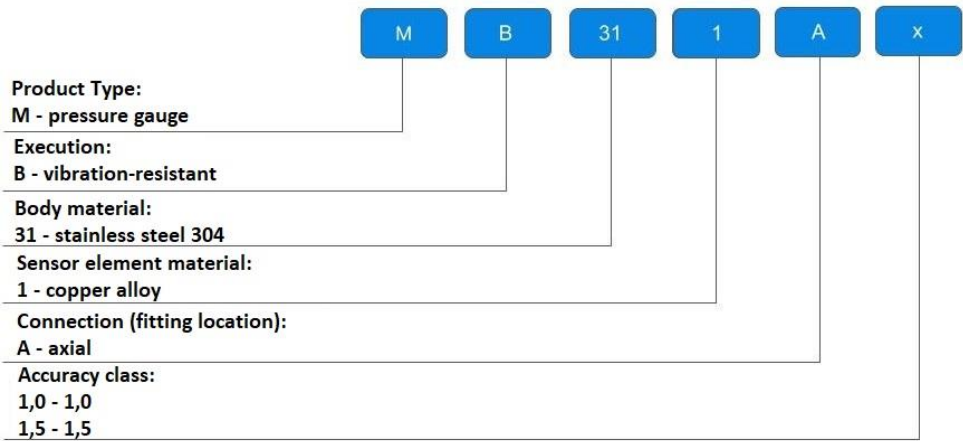 M B 31 1 A x
Product Type:
M - pressure gauge
Execution:
B - vibration-resistant
Body material:
31 - stainless steel 304
Sensor element material:
1 - copper alloy
Connection (fitting location):
A - axial
Accuracy class:
1,0 - 1,0
1,5 - 1,5